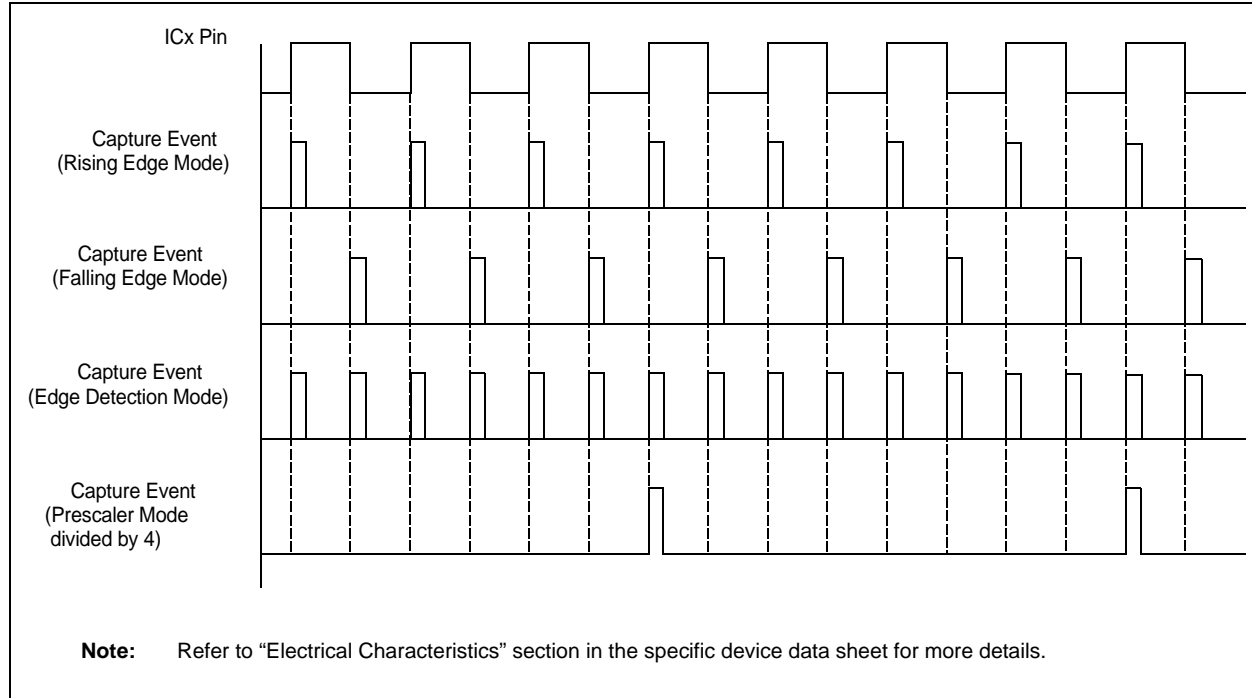 ICx Pin
Capture Event
(Rising Edge Mode)
Capture Event
(Falling Edge Mode)
Capture Event
(Edge Detection Mode)
Capture Event
(Prescaler Mode
divided by 4)
Note: Refer to “Electrical Characteristics” section in the specific device data sheet for more details.